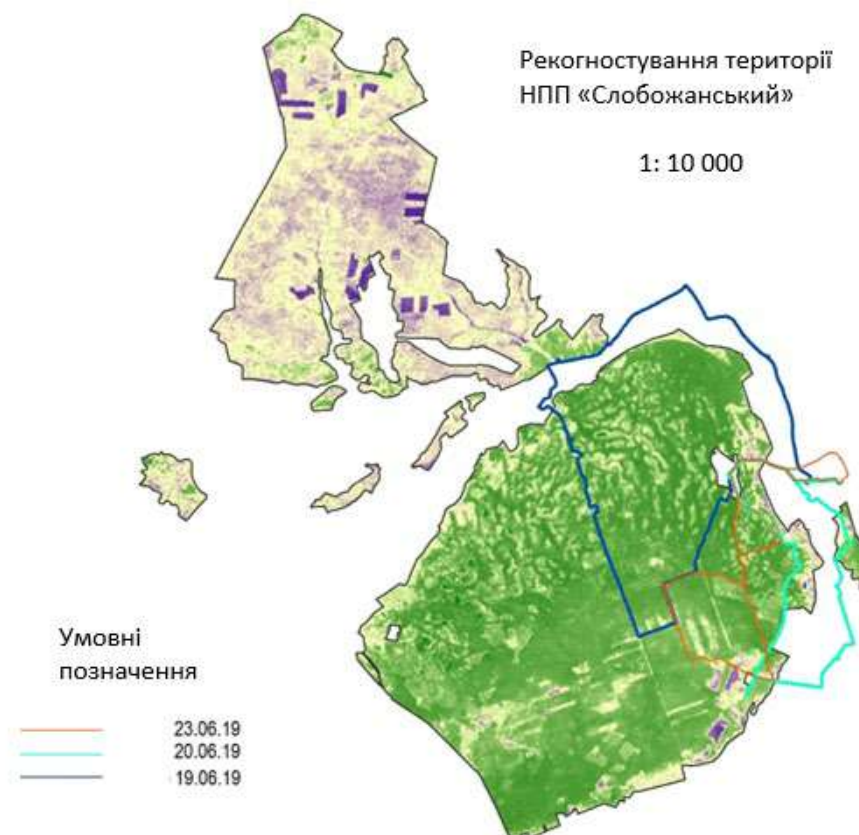 Рекогностування території
НПП «Слобожанський»
1: 10 000
Умовні
позначення
23.06.19
20.06.19
19.06.19